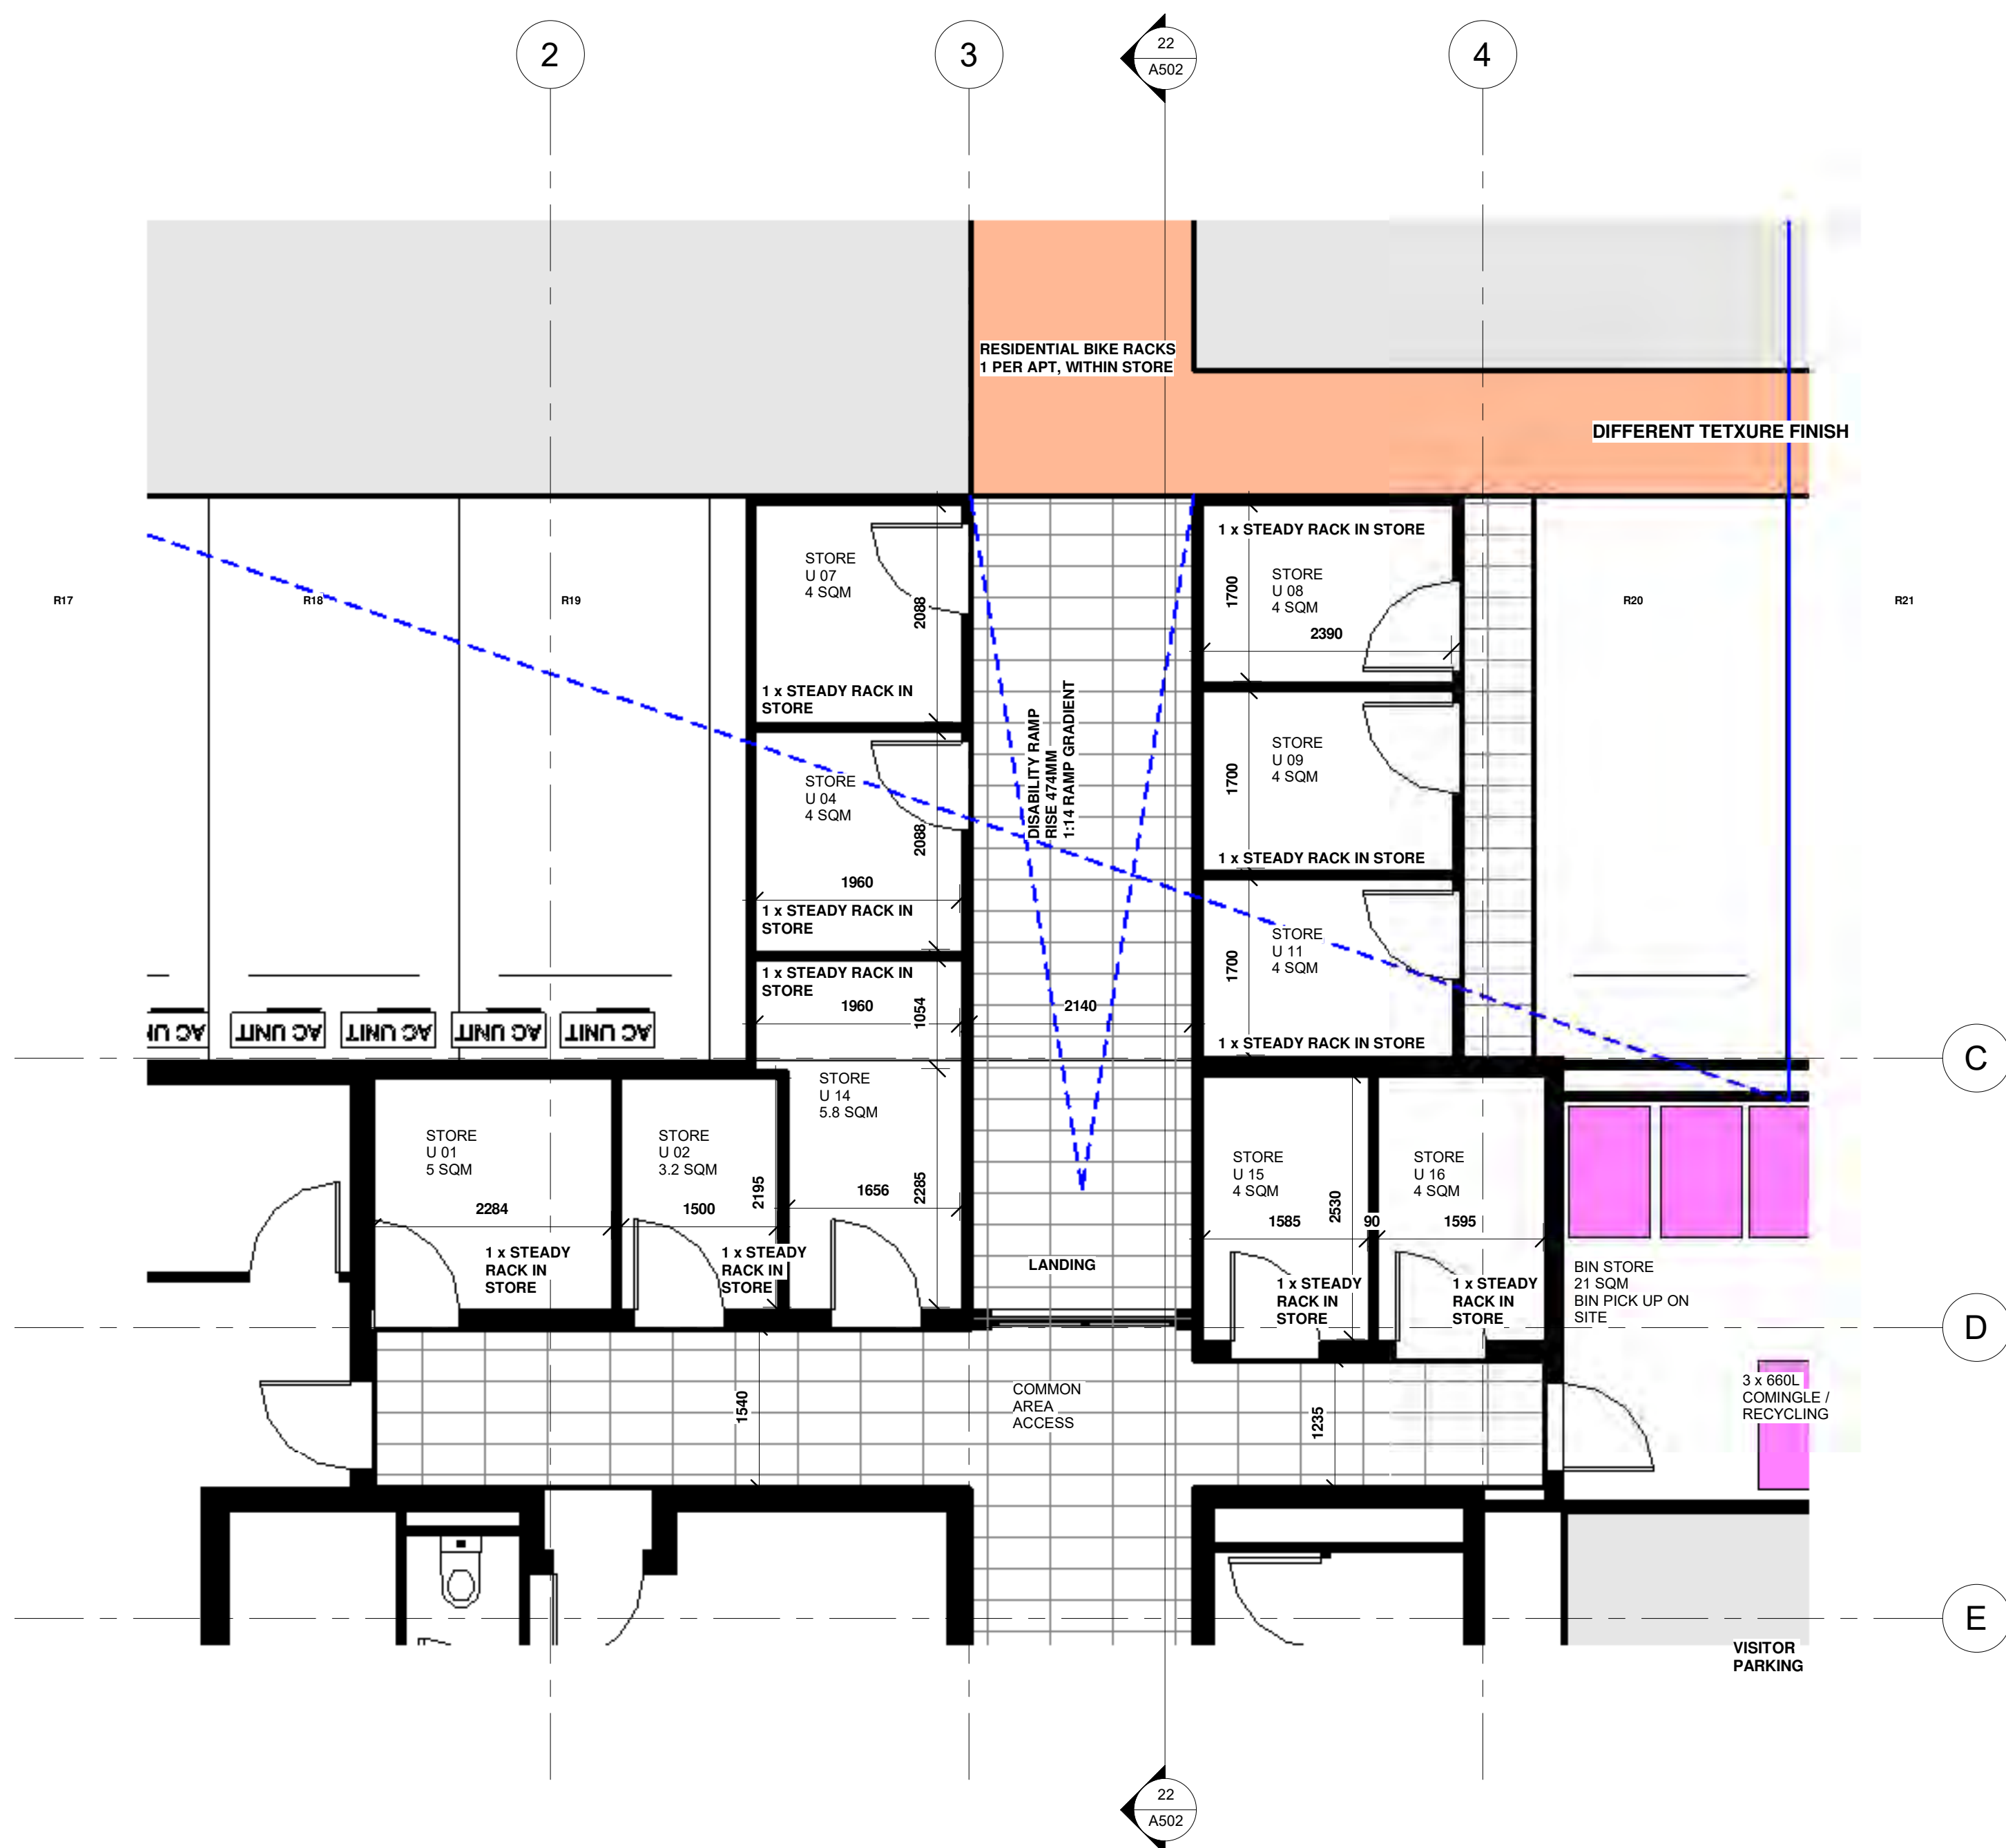 2
3
22
A502
4
RESIDENTIAL BIKE RACKS
1 PER APT, WITHIN STORE
DIFFERENT TETXURE FINISH
R17
R18
R19
R20
R21
STORE
U 07
4 SQM
2088
1 x STEADY RACK IN
STORE
1 x STEADY RACK IN STORE
1700
STORE
U 08
4 SQM
2390
DISABILITY RAMP
RISE 474MM
1:14 RAMP GRADIENT
STORE
U 04
4 SQM
2088
1960
1 x STEADY RACK IN
STORE
STORE
U 09
4 SQM
1700
1 x STEADY RACK IN STORE
1 x STEADY RACK IN
STORE
1960
1054
2140
STORE
U 11
4 SQM
1700
1 x STEADY RACK IN STORE
AC UNIT
AC UNIT
AC UNIT
AC UNIT
C
STORE
U 14
5.8 SQM
1656
2285
STORE
U 01
5 SQM
2284
1 x STEADY
RACK IN
STORE
STORE
U 02
3.2 SQM
1500
2195
1 x STEADY
RACK IN
STORE
LANDING
STORE
U 15
4 SQM
1585
2530
90
1 x STEADY
RACK IN
STORE
STORE
U 16
4 SQM
1595
1 x STEADY
RACK IN
STORE
BIN STORE
21 SQM
BIN PICK UP ON
SITE
D
1540
COMMON
AREA
ACCESS
1235
3 x 660L
COMINGLE /
RECYCLING
E
VISITOR
PARKING
22
A502